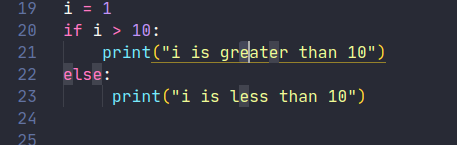 19 i = 1
20 if i > 10:
21     print("i is greater than 10")
22 else:
23      print("i is less than 10")
24
25